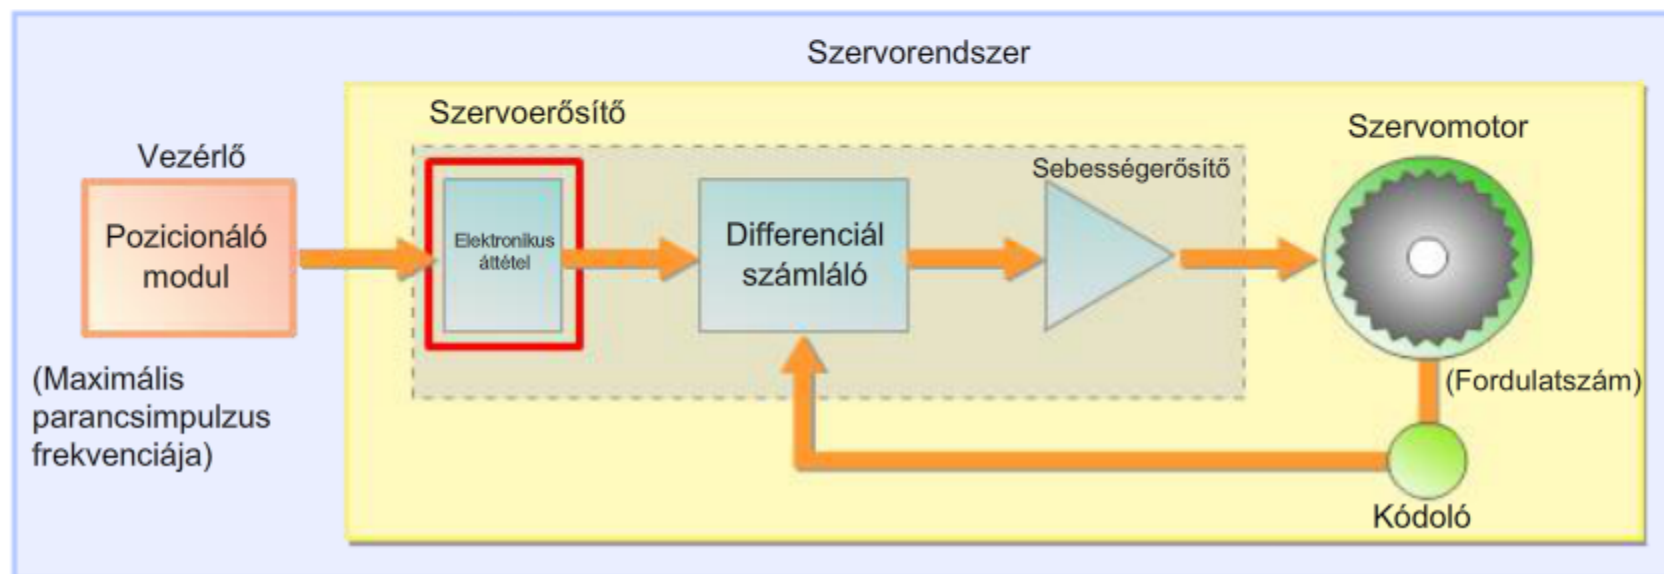 Szervorendszer
Szervoerősítő
Szervomotor
Vezérlő
Sebességerősítő
Pozicionáló
modul
Elektronikus
áttétel
Differenciál
számláló
(Maximális
parancsimpulzus
frekvenciája)
(Fordulatszám)
Kódoló